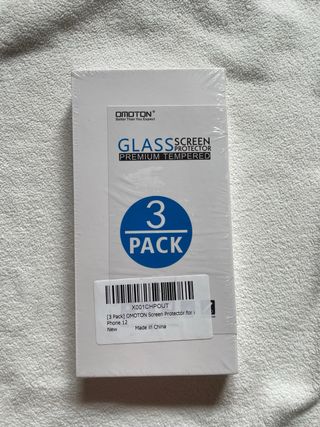 OMOTON®
Better Than You Expect
GLASS SCREEN PROTECTOR
PREMIUM TEMPERED
3
PACK
X001CHPOUT
[3 Pack] OMOTON Screen Protector for i
Phone 12
New Made in China